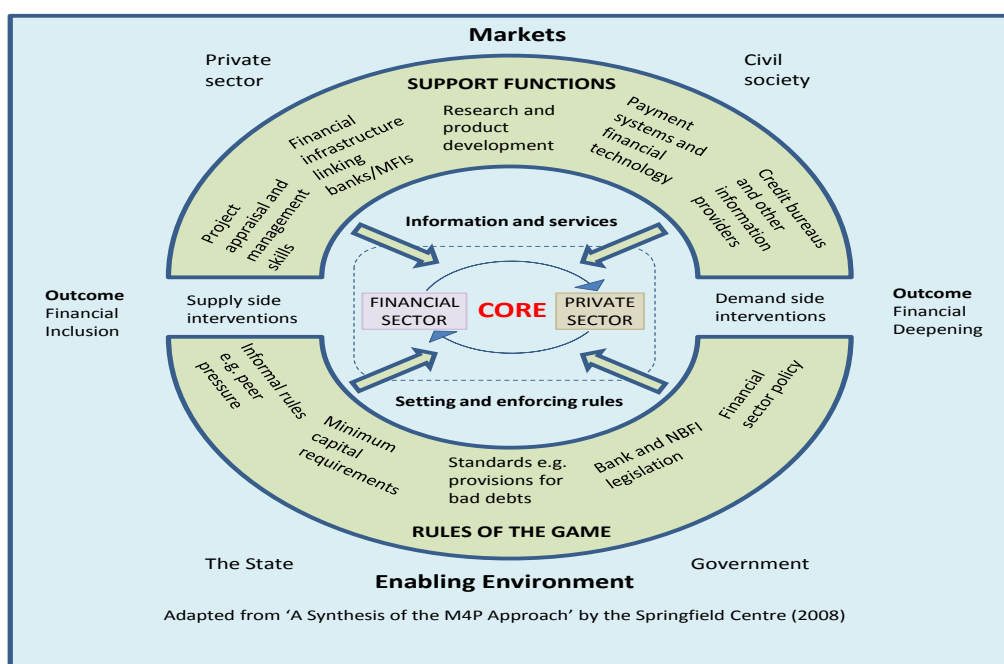 Markets
Private
sector
Civil
society
SUPPORT FUNCTIONS
Project
appraisal and
management
skills
Financial
infrastructure
linking
banks/MFIs
Research and
product
development
Payment
systems and
financial
technology
Credit bureaus
and other
information
providers
Information and services
Outcome
Financial
Inclusion
Supply side
interventions
FINANCIAL
SECTOR
CORE
PRIVATE
SECTOR
Demand side
interventions
Outcome
Financial
Deepening
Setting and enforcing rules
Informal rules
e.g. peer
pressure
Minimum
capital
requirements
Standards e.g.
provisions for
bad debts
Bank and NBFI
legislation
Financial
sector policy
RULES OF THE GAME
The State
Government
Enabling Environment
Adapted from ‘A Synthesis of the M4P Approach’ by the Springfield Centre (2008)